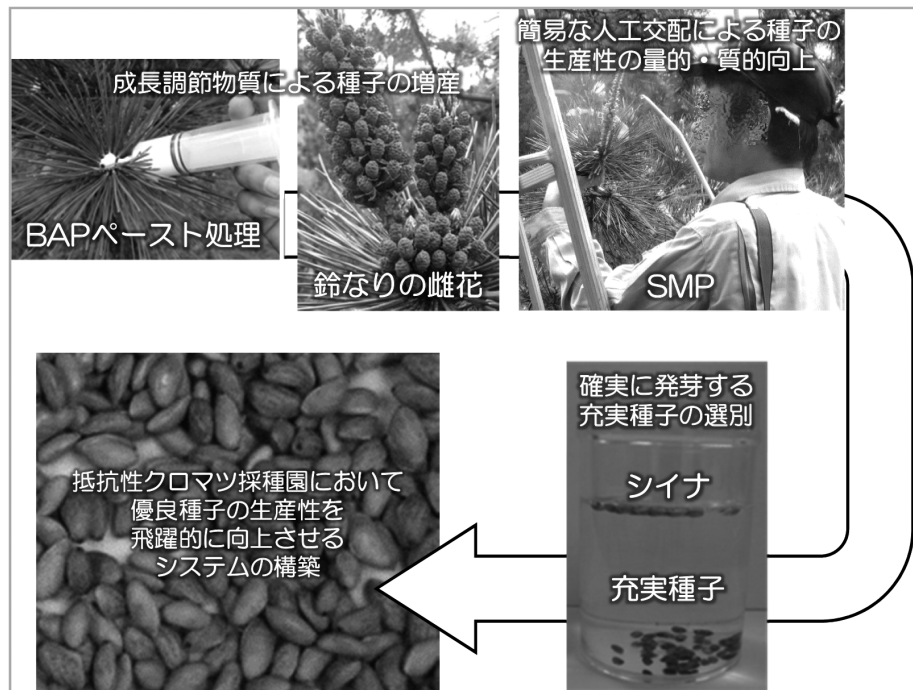 成長調節物質による種子の増産
BAPペースト処理
鈴なりの雌花
簡易な人工交配による種子の
生産性の量的・質的向上
SMP
確実に発芽する
充実種子の選別
シイナ
充実種子
抵抗性クロマツ採種園において
優良種子の生産性を
飛躍的に向上させる
システムの構築